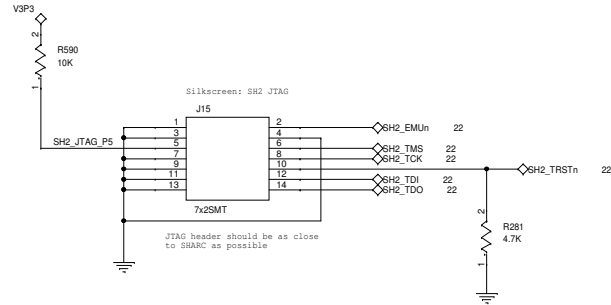 V3P3
2
R590
10K
1
Silkscreen: SH2 JTAG
J15
1 2 SH2_EMUn 22
3 4
SH2_JTAG_P5 5 6 SH2_TMS 22
7 8 SH2_TCK 22
9 10 SH2_TRSTn 22
11 12 SH2_TDI 22
13 14 SH2_TDO 22
7x2SMT
2
R281
4.7K
1
JTAG header should be as close
to SHARC as possible